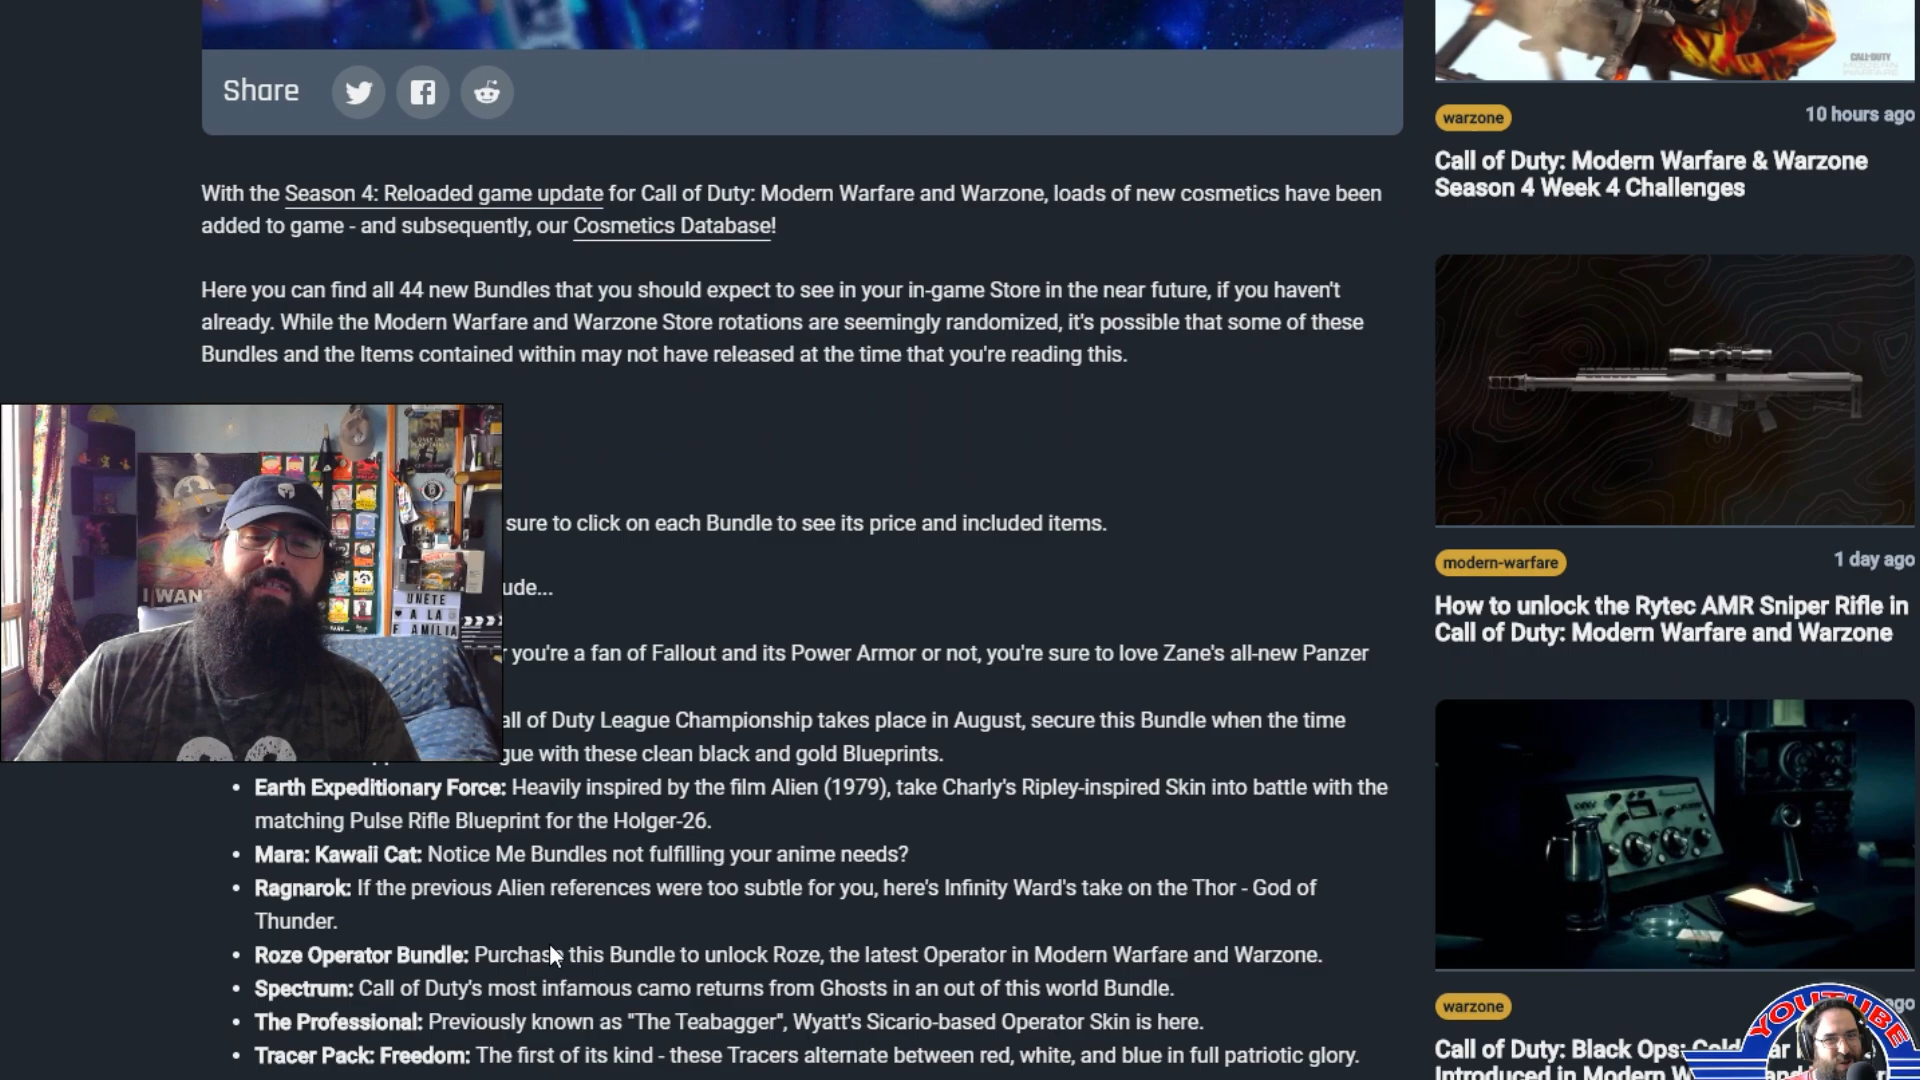 Share
With the Season 4: Reloaded game update for Call of Duty: Modern Warfare and Warzone, loads of new cosmetics have been
added to game - and subsequently, our Cosmetics Database!
Here you can find all 44 new Bundles that you should expect to see in your in-game Store in the near future, if you haven't
already. While the Modern Warfare and Warzone Store rotations are seemingly randomized, it's possible that some of these
Bundles and the Items contained within may not have released at the time that you're reading this.
sure to click on each Bundle to see its price and included items.
ude...
you're a fan of Fallout and its Power Armor or not, you're sure to love Zane's all-new Panzer
all of Duty League Championship takes place in August, secure this Bundle when the time
gue with these clean black and gold Blueprints.
• Earth Expeditionary Force: Heavily inspired by the film Alien (1979), take Charly's Ripley-inspired Skin into battle with the
matching Pulse Rifle Blueprint for the Holger-26.
• Mara: Kawaii Cat: Notice Me Bundles not fulfilling your anime needs?
• Ragnarok: If the previous Alien references were too subtle for you, here's Infinity Ward's take on the Thor - God of
Thunder.
• Roze Operator Bundle: Purchase this Bundle to unlock Roze, the latest Operator in Modern Warfare and Warzone.
• Spectrum: Call of Duty's most infamous camo returns from Ghosts in an out of this world Bundle.
• The Professional: Previously known as "The Teabagger", Wyatt's Sicario-based Operator Skin is here.
• Tracer Pack: Freedom: The first of its kind - these Tracers alternate between red, white, and blue in full patriotic glory.
I WANT
UNETE
A LA
FAMILIA
CALL OF DUTY
MODERN
WARFARE
warzone
10 hours ago
Call of Duty: Modern Warfare & Warzone
Season 4 Week 4 Challenges
modern-warfare
1 day ago
How to unlock the Rytec AMR Sniper Rifle in
Call of Duty: Modern Warfare and Warzone
warzone
ago
Call of Duty: Black Ops: Cold War
Introduced in Modern
YOUTUBE